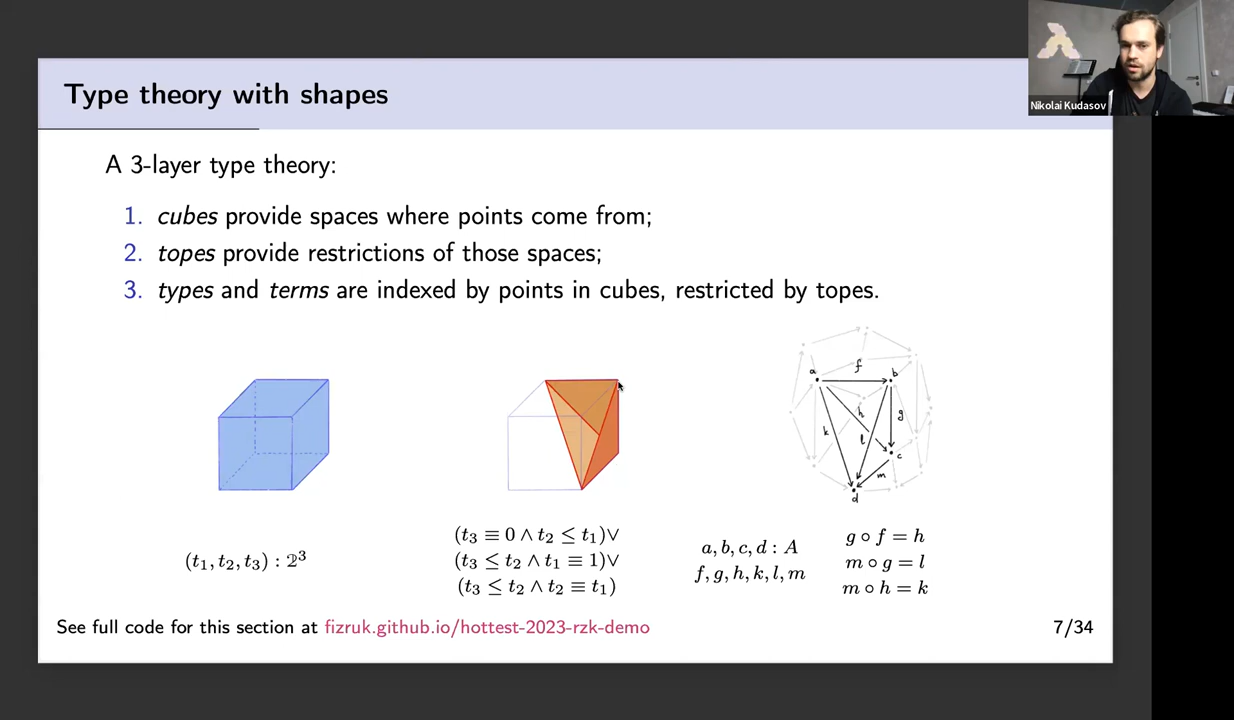 Nikolai Kudasov
Type theory with shapes
A 3-layer type theory:
1. cubes provide spaces where points come from;
2. topes provide restrictions of those spaces;
3. types and terms are indexed by points in cubes, restricted by topes.
a f b
h g
k l
c
m
d
(t₁, t₂, t₃) : 𝟚³
(t₃ ≡ 0 ∧ t₂ ≤ t₁)∨
(t₃ ≤ t₂ ∧ t₁ ≡ 1)∨
(t₃ ≤ t₂ ∧ t₂ ≡ t₁)
a, b, c, d : A
f, g, h, k, l, m
g ∘ f = h
m ∘ g = l
m ∘ h = k
See full code for this section at fizruk.github.io/hottest-2023-rzk-demo
7/34